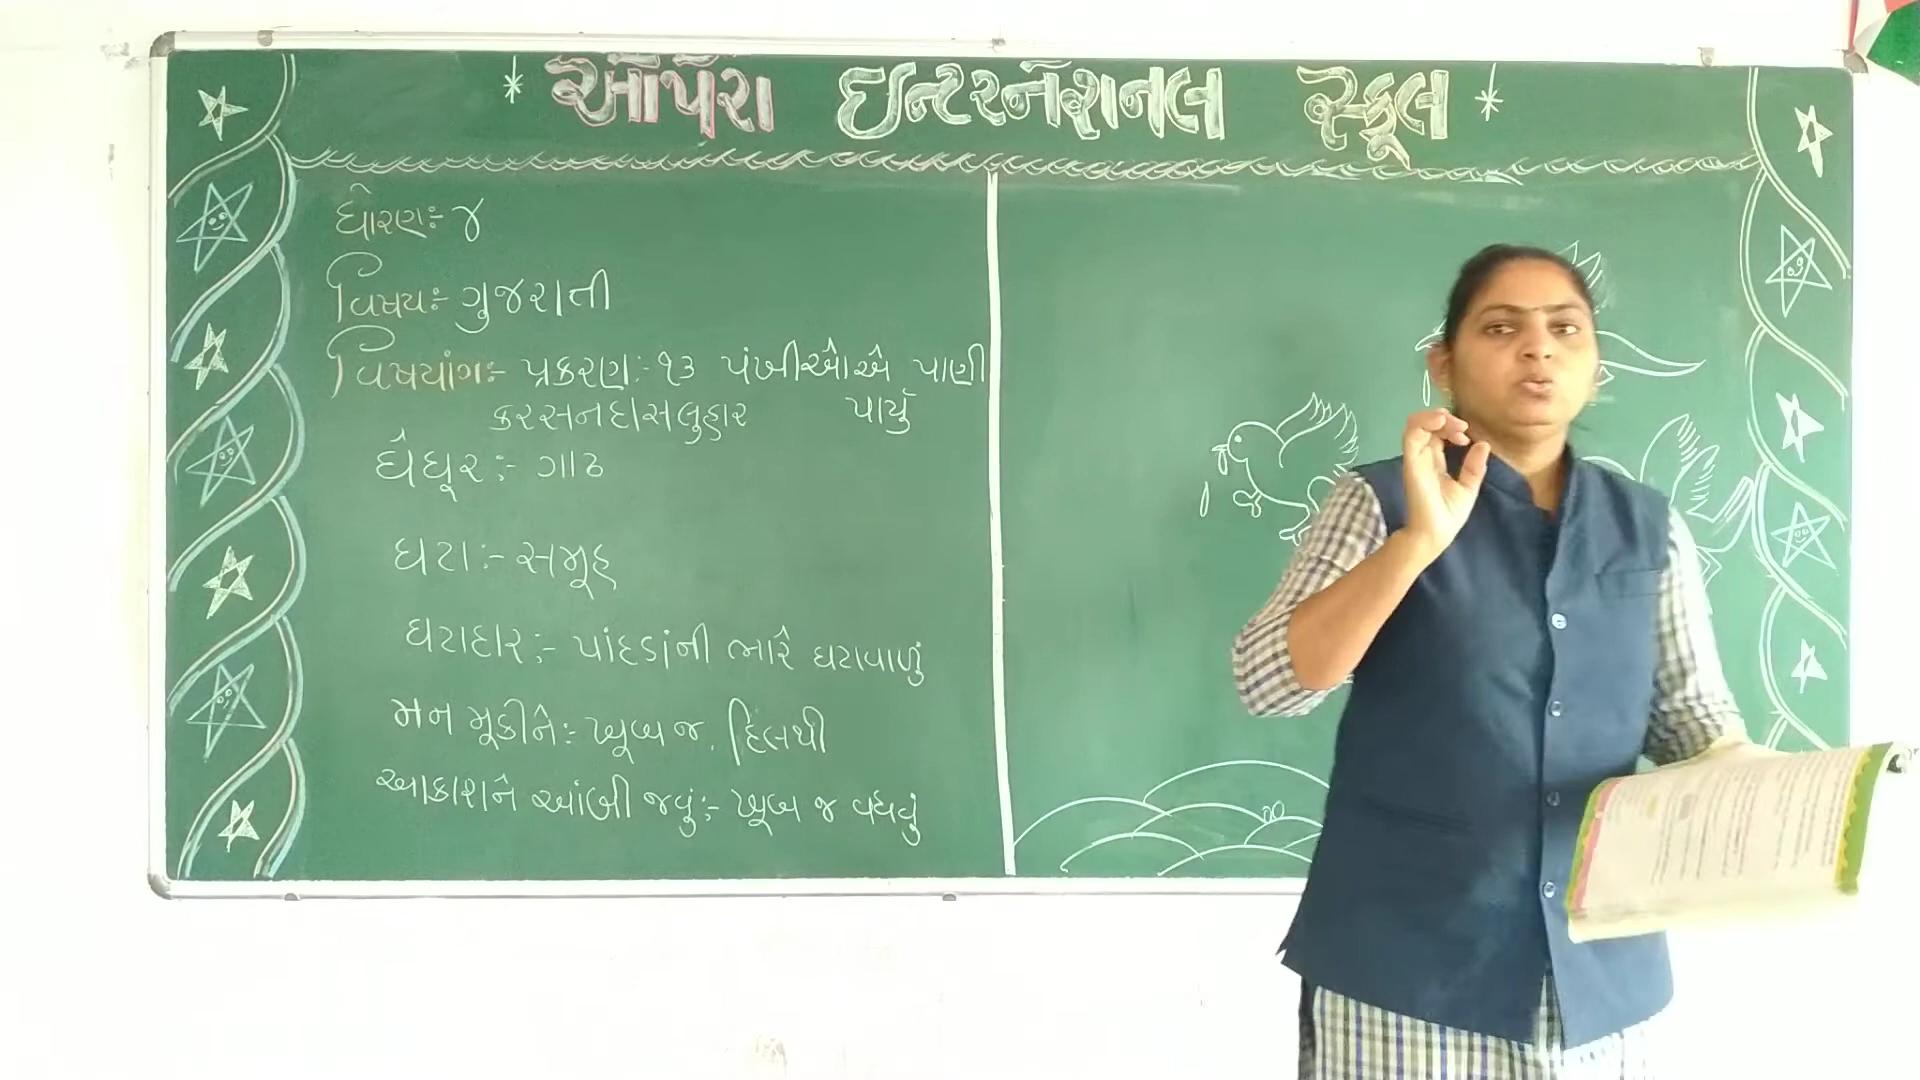 * ઓપેરા ઇન્ટરનેશનલ સ્કૂલ *
ધોરણઃ- ૪
વિષયઃ- ગુજરાતી
વિષયાંગઃ- પ્રકરણઃ-૧૩ પંખીઓએ પાણી
કરસનદાસલુહાર પાયું
ઘેઘૂરઃ- ગાઢ
ઘટાઃ- સમૂહ
ઘટાદારઃ- પાંદડાંની ભારે ઘટાવાળું
મન મૂકીનેઃ- ખૂબ જ, દિલથી
આકાશને આંબી જવુંઃ- ખૂબ જ વધવું